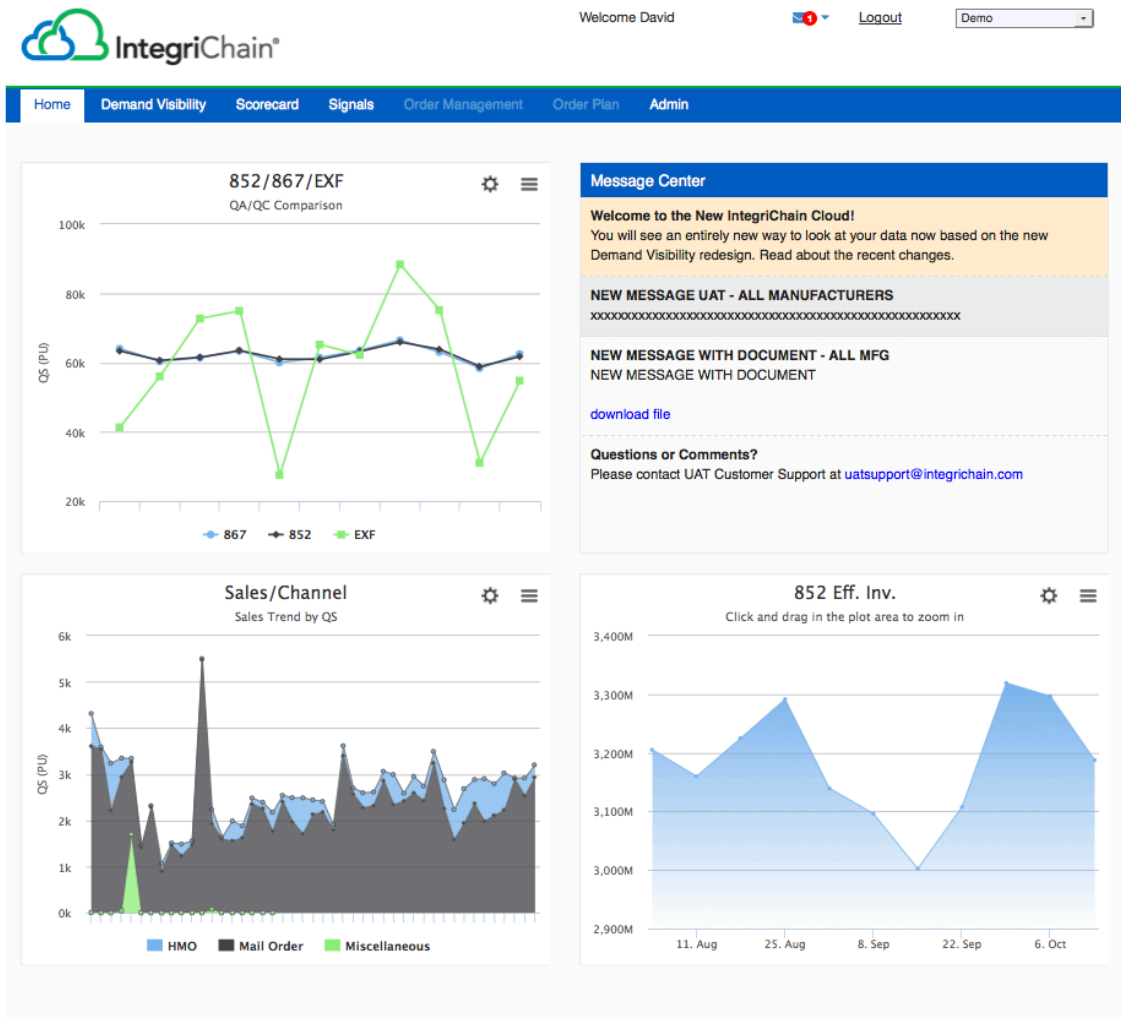 IntegriChain®
Welcome David
1
Logout
Demo
Home Demand Visibility Scorecard Signals Order Management Order Plan Admin
852/867/EXF
QA/QC Comparison
100k
80k
60k
40k
20k
QS (PU)
867 852 EXF
Message Center
Welcome to the New IntegriChain Cloud!
You will see an entirely new way to look at your data now based on the new
Demand Visibility redesign. Read about the recent changes.
NEW MESSAGE UAT - ALL MANUFACTURERS
xxxxxxxxxxxxxxxxxxxxxxxxxxxxxxxxxxxxxxxxxxxxxxxxxxxxxx
NEW MESSAGE WITH DOCUMENT - ALL MFG
NEW MESSAGE WITH DOCUMENT
download file
Questions or Comments?
Please contact UAT Customer Support at uatsupport@integrichain.com
Sales/Channel
Sales Trend by QS
6k
5k
4k
3k
2k
1k
0k
QS (PU)
HMO Mail Order Miscellaneous
852 Eff. Inv.
Click and drag in the plot area to zoom in
3,400M
3,300M
3,200M
3,100M
3,000M
2,900M
11. Aug 25. Aug 8. Sep 22. Sep 6. Oct